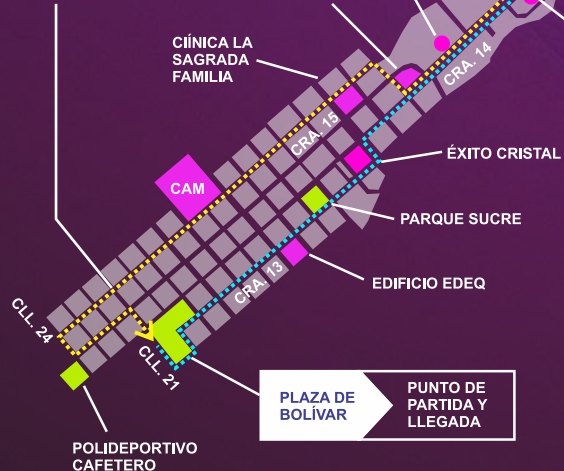 CIÍNICA LA
SAGRADA
FAMILIA
CRA. 14
CRA. 15
ÉXITO CRISTAL
CAM
PARQUE SUCRE
CRA. 13
EDIFICIO EDEQ
CLL. 24
CLL. 21
PLAZA DE
BOLÍVAR
PUNTO DE
PARTIDA Y
LLEGADA
POLIDEPORTIVO
CAFETERO